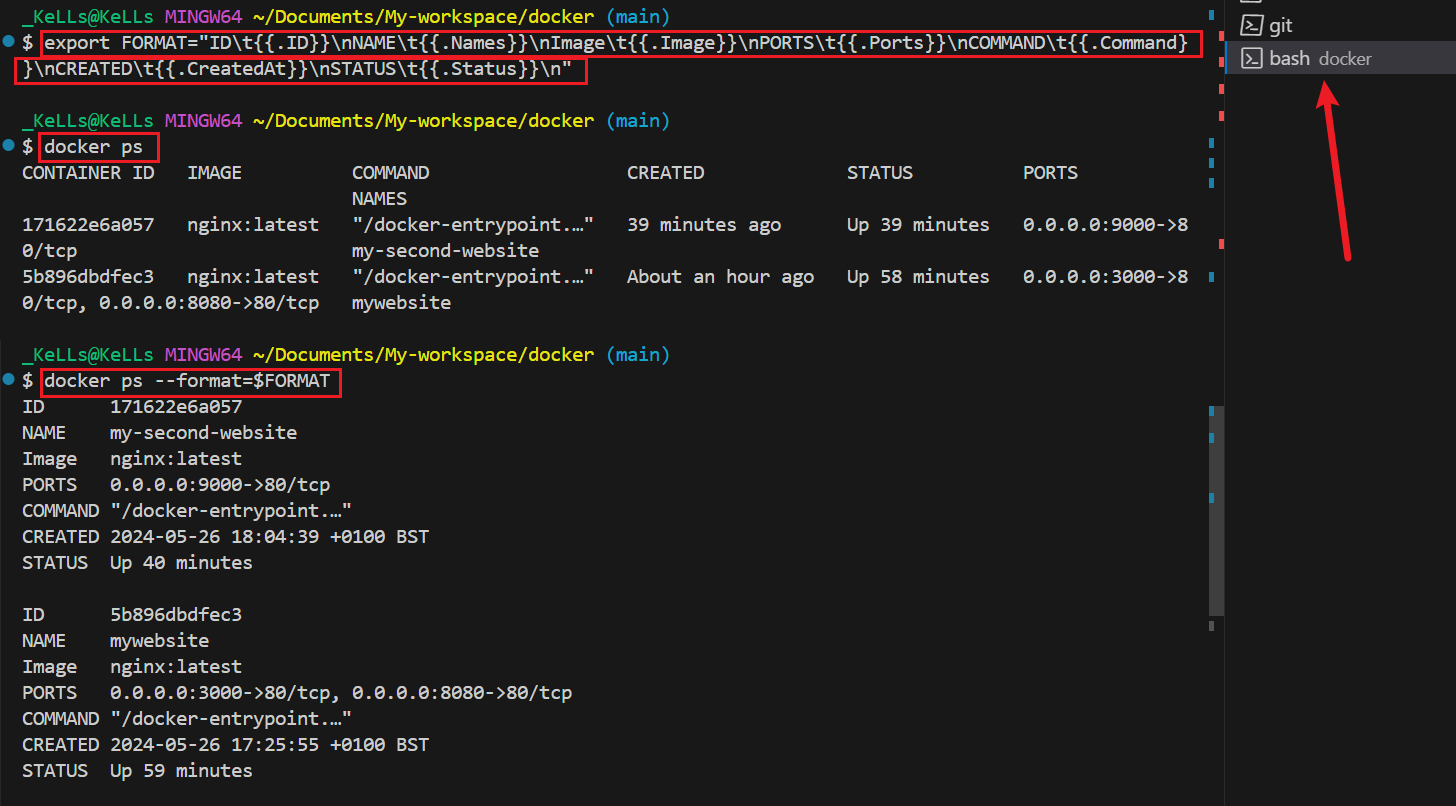 _KeLLs@KeLLs MINGW64 ~/Documents/My-workspace/docker (main)
$ export FORMAT="ID\t{{.ID}}\nNAME\t{{.Names}}\nImage\t{{.Image}}\nPORTS\t{{.Ports}}\nCOMMAND\t{{.Command}
}\nCREATED\t{{.CreatedAt}}\nSTATUS\t{{.Status}}\n"
_KeLLs@KeLLs MINGW64 ~/Documents/My-workspace/docker (main)
$ docker ps
CONTAINER ID   IMAGE          COMMAND                  CREATED             STATUS          PORTS
                              NAMES
171622e6a057   nginx:latest   "/docker-entrypoint.…"   39 minutes ago      Up 39 minutes   0.0.0.0:9000->8
0/tcp                         my-second-website
5b896dbdfec3   nginx:latest   "/docker-entrypoint.…"   About an hour ago   Up 58 minutes   0.0.0.0:3000->8
0/tcp, 0.0.0.0:8080->80/tcp   mywebsite
_KeLLs@KeLLs MINGW64 ~/Documents/My-workspace/docker (main)
$ docker ps --format=$FORMAT
ID      171622e6a057
NAME    my-second-website
Image   nginx:latest
PORTS   0.0.0.0:9000->80/tcp
COMMAND "/docker-entrypoint.…"
CREATED 2024-05-26 18:04:39 +0100 BST
STATUS  Up 40 minutes
ID      5b896dbdfec3
NAME    mywebsite
Image   nginx:latest
PORTS   0.0.0.0:3000->80/tcp, 0.0.0.0:8080->80/tcp
COMMAND "/docker-entrypoint.…"
CREATED 2024-05-26 17:25:55 +0100 BST
STATUS  Up 59 minutes
git
bash docker